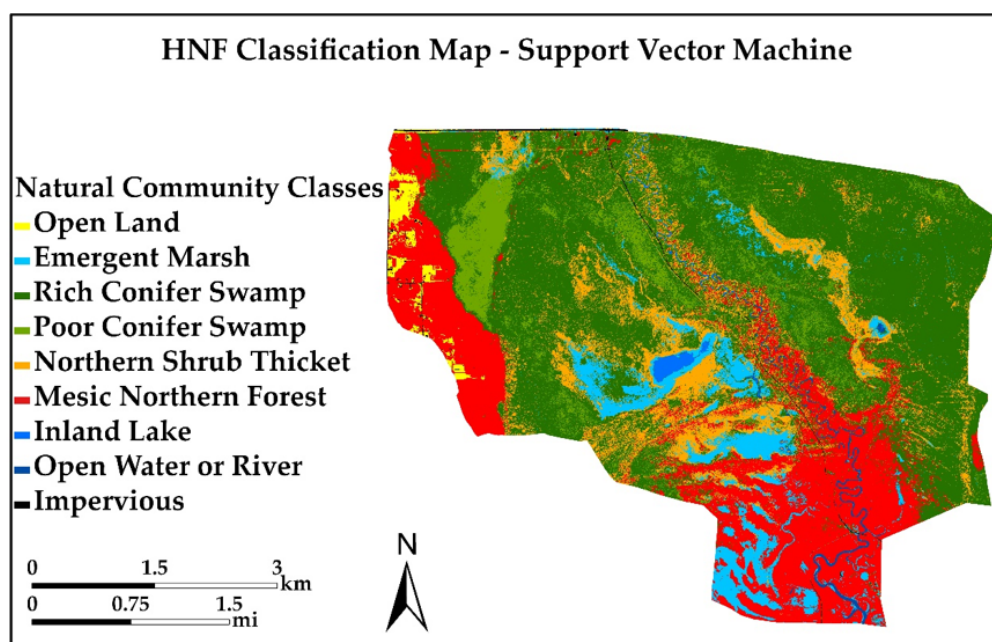 HNF Classification Map - Support Vector Machine
Natural Community Classes
Open Land
Emergent Marsh
Rich Conifer Swamp
Poor Conifer Swamp
Northern Shrub Thicket
Mesic Northern Forest
Inland Lake
Open Water or River
Impervious
N
0 1.5 3 km
0 0.75 1.5 mi